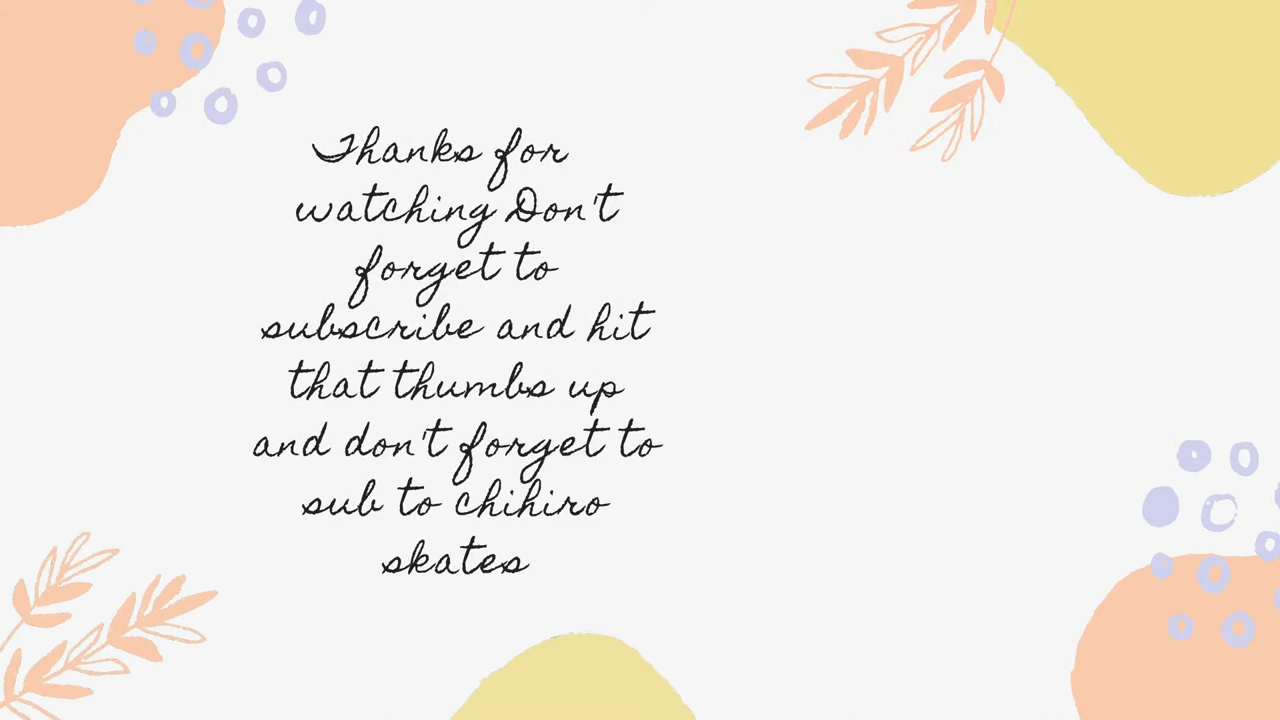 Thanks for
watching Don't
forget to
subscribe and hit
that thumbs up
and don't forget to
sub to chihiro
skates